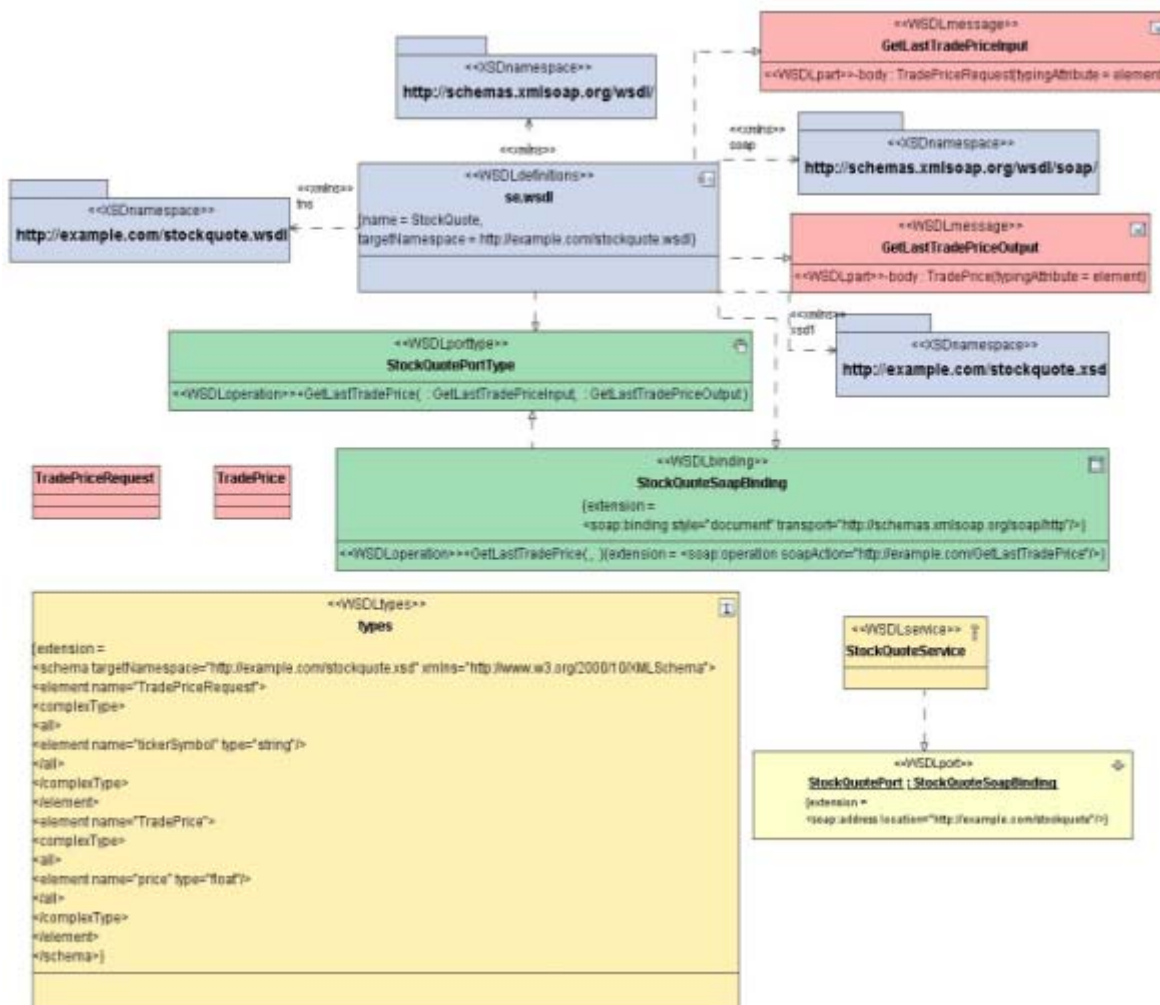 <<WSDLmessage>>
GetLastTradePriceInput
<<WSDLpart>>-body : TradePriceRequest(typingAttribute = element
<<XSDnamespace>>
http://schemas.xmlsoap.org/wsdl/
<<xmlns>>
soap
<<XSDnamespace>>
http://schemas.xmlsoap.org/wsdl/soap/
<<xmlns>>
<<WSDLdefinitions>>
se.wsdl
{name = StockQuote,
targetNamespace = http://example.com/stockquote.wsdl}
<<xmlns>>
tns
<<XSDnamespace>>
http://example.com/stockquote.wsdl
<<WSDLmessage>>
GetLastTradePriceOutput
<<WSDLpart>>-body : TradePrice(typingAttribute = element)
<<xmlns>>
xsd1
<<XSDnamespace>>
http://example.com/stockquote.xsd
<<WSDLporttype>>
StockQuotePortType
<<WSDLoperation>>+GetLastTradePrice( : GetLastTradePriceInput, : GetLastTradePriceOutput )
TradePriceRequest
TradePrice
<<WSDLbinding>>
StockQuoteSoapBinding
{extension =
<soap:binding style="document" transport="http://schemas.xmlsoap.org/soap/http"/>}
<<WSDLoperation>>+GetLastTradePrice( , ){extension = <soap:operation soapAction="http://example.com/GetLastTradePrice"/>}
<<WSDLtypes>>
types
{extension =
<schema targetNamespace="http://example.com/stockquote.xsd" xmlns="http://www.w3.org/2000/10/XMLSchema">
<element name="TradePriceRequest">
<complexType>
<all>
<element name="tickerSymbol" type="string"/>
</all>
</complexType>
</element>
<element name="TradePrice">
<complexType>
<all>
<element name="price" type="float"/>
</all>
</complexType>
</element>
</schema>}
<<WSDLservice>>
StockQuoteService
<<WSDLport>>
StockQuotePort : StockQuoteSoapBinding
{extension =
<soap:address location="http://example.com/stockquote"/>}